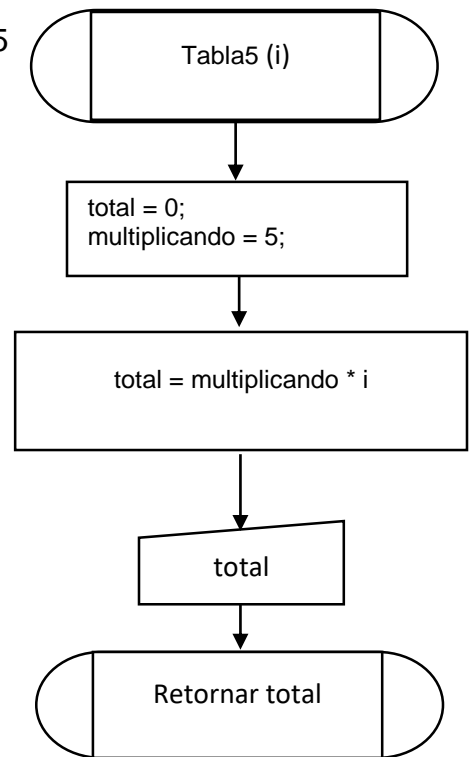 5
Tabla5 (i)
total = 0;
multiplicando = 5;
total = multiplicando * i
total
Retornar total